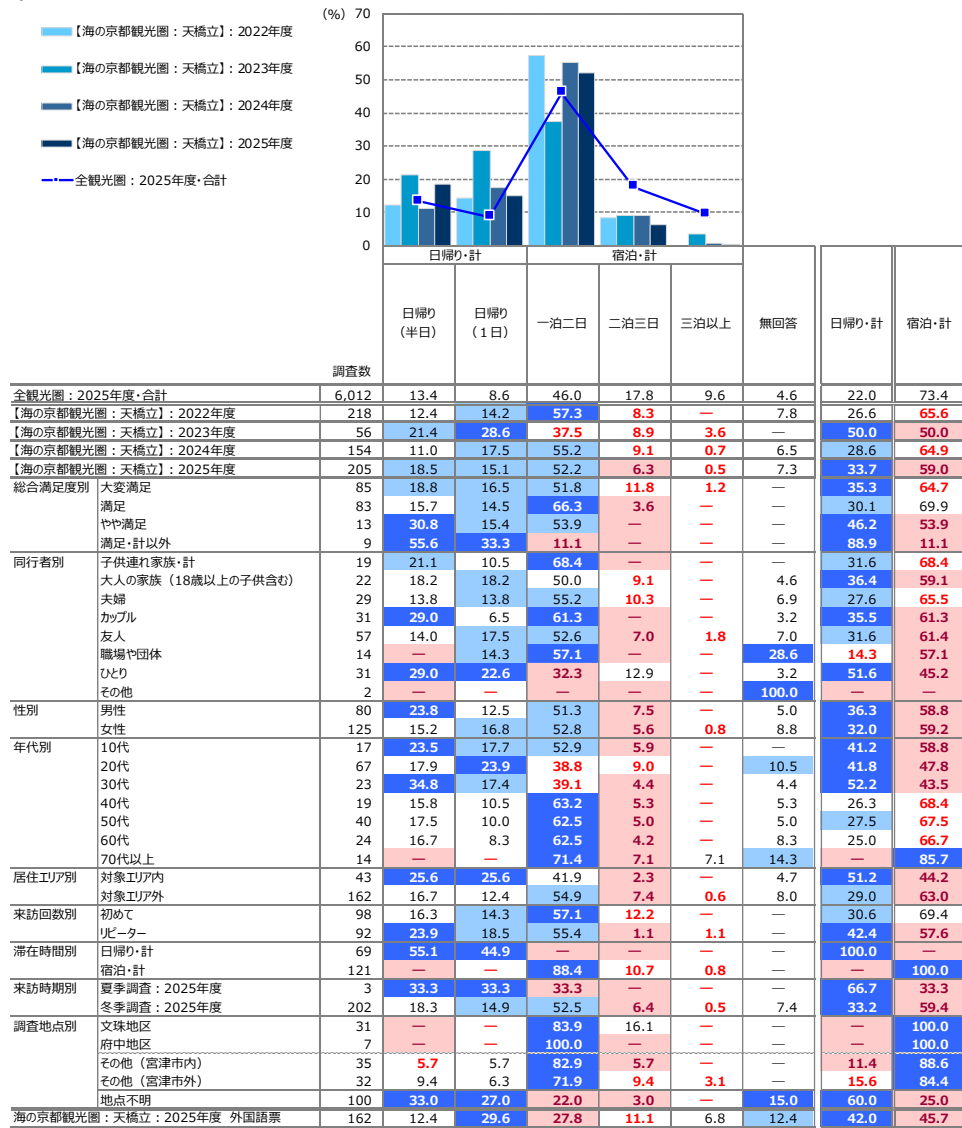 (%)
70
60
50
40
30
20
10
0
【海の京都観光圏：天橋立】：2022年度
【海の京都観光圏：天橋立】：2023年度
【海の京都観光圏：天橋立】：2024年度
【海の京都観光圏：天橋立】：2025年度
全観光圏：2025年度・合計
日帰り・計 宿泊・計
調査数 日帰り（半日） 日帰り（1日） 一泊二日 二泊三日 三泊以上 無回答 日帰り・計 宿泊・計
全観光圏：2025年度・合計 6,012 13.4 8.6 46.0 17.8 9.6 4.6 22.0 73.4
【海の京都観光圏：天橋立】：2022年度 218 12.4 14.2 57.3 8.3 — 7.8 26.6 65.6
【海の京都観光圏：天橋立】：2023年度 56 21.4 28.6 37.5 8.9 3.6 — 50.0 50.0
【海の京都観光圏：天橋立】：2024年度 154 11.0 17.5 55.2 9.1 0.7 6.5 28.6 64.9
【海の京都観光圏：天橋立】：2025年度 205 18.5 15.1 52.2 6.3 0.5 7.3 33.7 59.0
総合満足度別 大変満足 85 18.8 16.5 51.8 11.8 1.2 — 35.3 64.7
満足 83 15.7 14.5 66.3 3.6 — — 30.1 69.9
やや満足 13 30.8 15.4 53.9 — — — 46.2 53.9
満足・計以外 9 55.6 33.3 11.1 — — — 88.9 11.1
同行者別 子供連れ家族・計 19 21.1 10.5 68.4 — — — 31.6 68.4
大人の家族（18歳以上の子供含む） 22 18.2 18.2 50.0 9.1 — 4.6 36.4 59.1
夫婦 29 13.8 13.8 55.2 10.3 — 6.9 27.6 65.5
カップル 31 29.0 6.5 61.3 — — 3.2 35.5 61.3
友人 57 14.0 17.5 52.6 7.0 1.8 7.0 31.6 61.4
職場や団体 14 — 14.3 57.1 — — 28.6 14.3 57.1
ひとり 31 29.0 22.6 32.3 12.9 — 3.2 51.6 45.2
その他 2 — — — — — 100.0 — —
性別 男性 80 23.8 12.5 51.3 7.5 — 5.0 36.3 58.8
女性 125 15.2 16.8 52.8 5.6 0.8 8.8 32.0 59.2
年代別 10代 17 23.5 17.7 52.9 5.9 — — 41.2 58.8
20代 67 17.9 23.9 38.8 9.0 — 10.5 41.8 47.8
30代 23 34.8 17.4 39.1 4.4 — 4.4 52.2 43.5
40代 19 15.8 10.5 63.2 5.3 — 5.3 26.3 68.4
50代 40 17.5 10.0 62.5 5.0 — 5.0 27.5 67.5
60代 24 16.7 8.3 62.5 4.2 — 8.3 25.0 66.7
70代以上 14 — — 71.4 7.1 7.1 14.3 — 85.7
居住エリア別 対象エリア内 43 25.6 25.6 41.9 2.3 — 4.7 51.2 44.2
対象エリア外 162 16.7 12.4 54.9 7.4 0.6 8.0 29.0 63.0
来訪回数別 初めて 98 16.3 14.3 57.1 12.2 — — 30.6 69.4
リピーター 92 23.9 18.5 55.4 1.1 1.1 — 42.4 57.6
滞在時間別 日帰り・計 69 55.1 44.9 — — — — 100.0 —
宿泊・計 121 — — 88.4 10.7 0.8 — — 100.0
来訪時期別 夏季調査：2025年度 3 33.3 33.3 33.3 — — — 66.7 33.3
冬季調査：2025年度 202 18.3 14.9 52.5 6.4 0.5 7.4 33.2 59.4
調査地点別 文珠地区 31 — — 83.9 16.1 — — — 100.0
府中地区 7 — — 100.0 — — — — 100.0
その他（宮津市内） 35 5.7 5.7 82.9 5.7 — — 11.4 88.6
その他（宮津市外） 32 9.4 6.3 71.9 9.4 3.1 — 15.6 84.4
地点不明 100 33.0 27.0 22.0 3.0 — 15.0 60.0 25.0
海の京都観光圏：天橋立：2025年度 外国語票 162 12.4 29.6 27.8 11.1 6.8 12.4 42.0 45.7